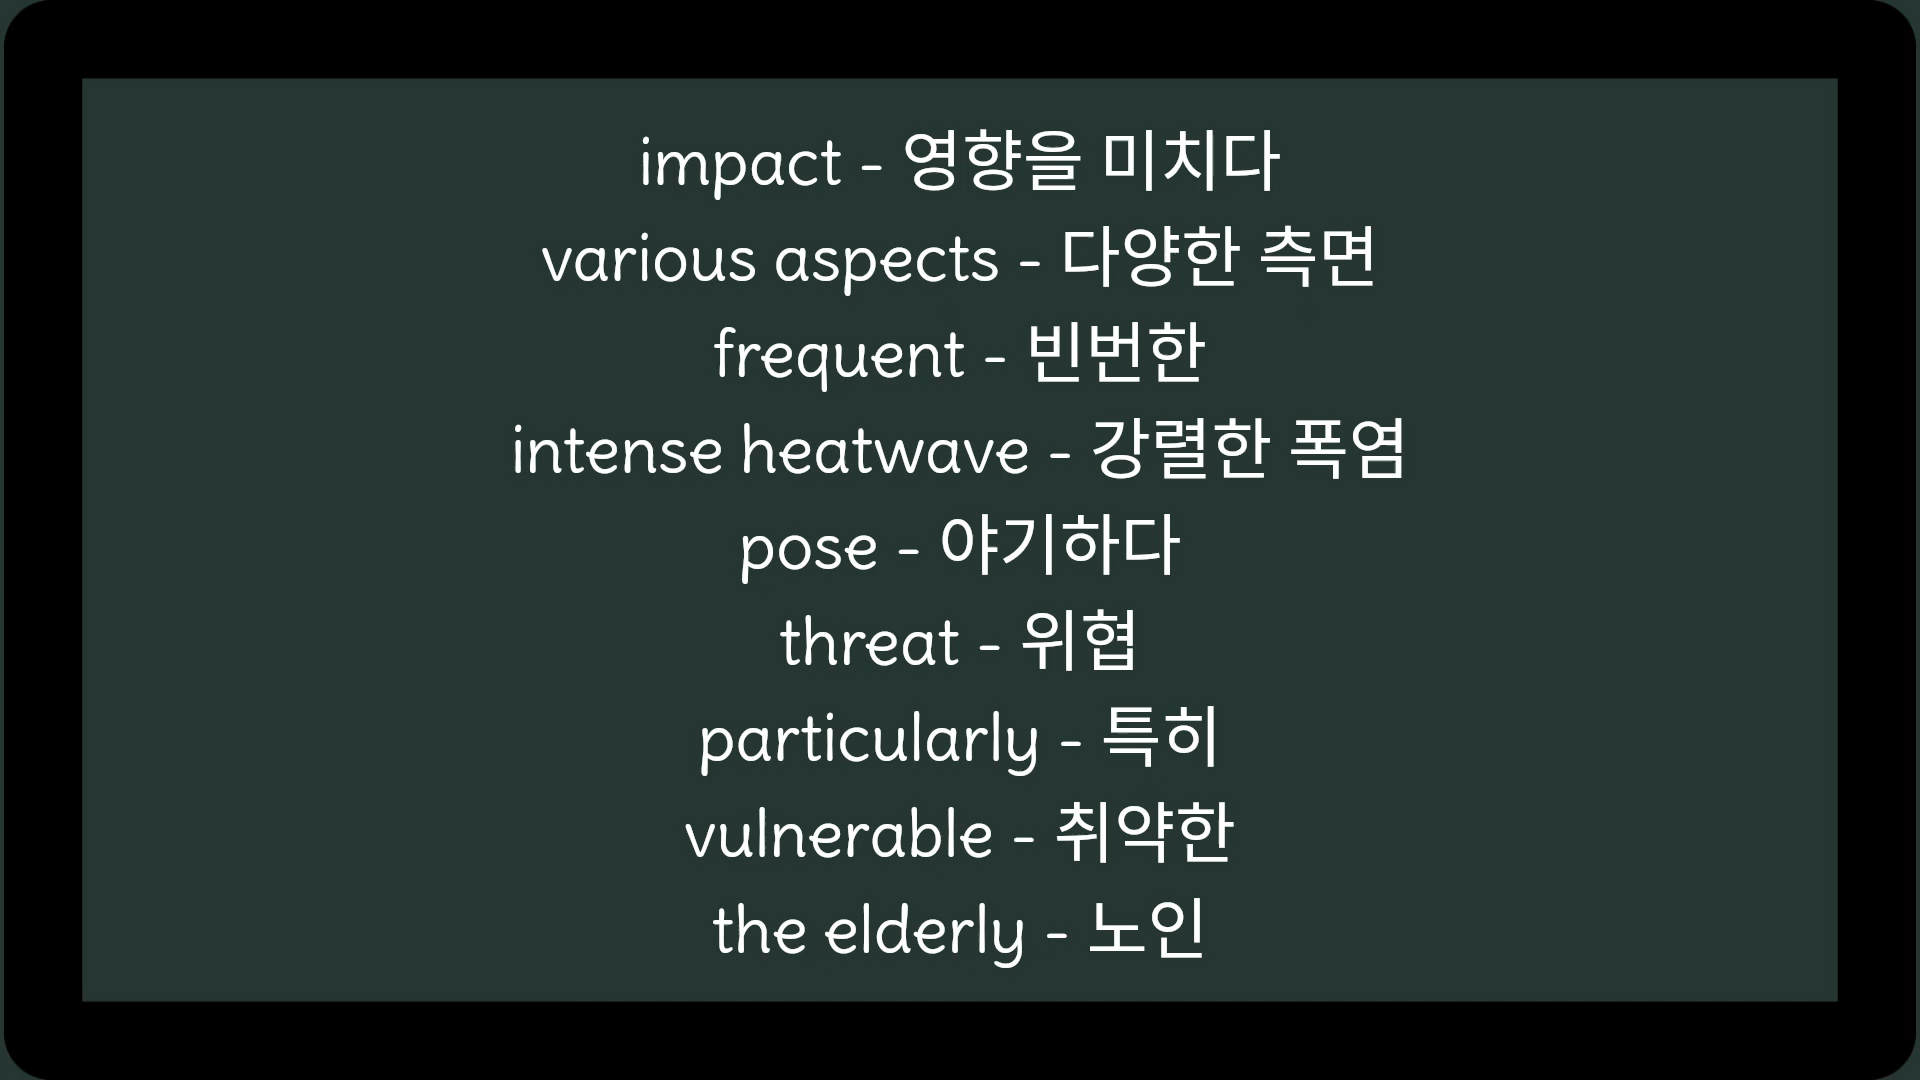 impact - 영향을 미치다
various aspects - 다양한 측면
frequent - 빈번한
intense heatwave - 강렬한 폭염
pose - 야기하다
threat - 위협
particularly - 특히
vulnerable - 취약한
the elderly - 노인